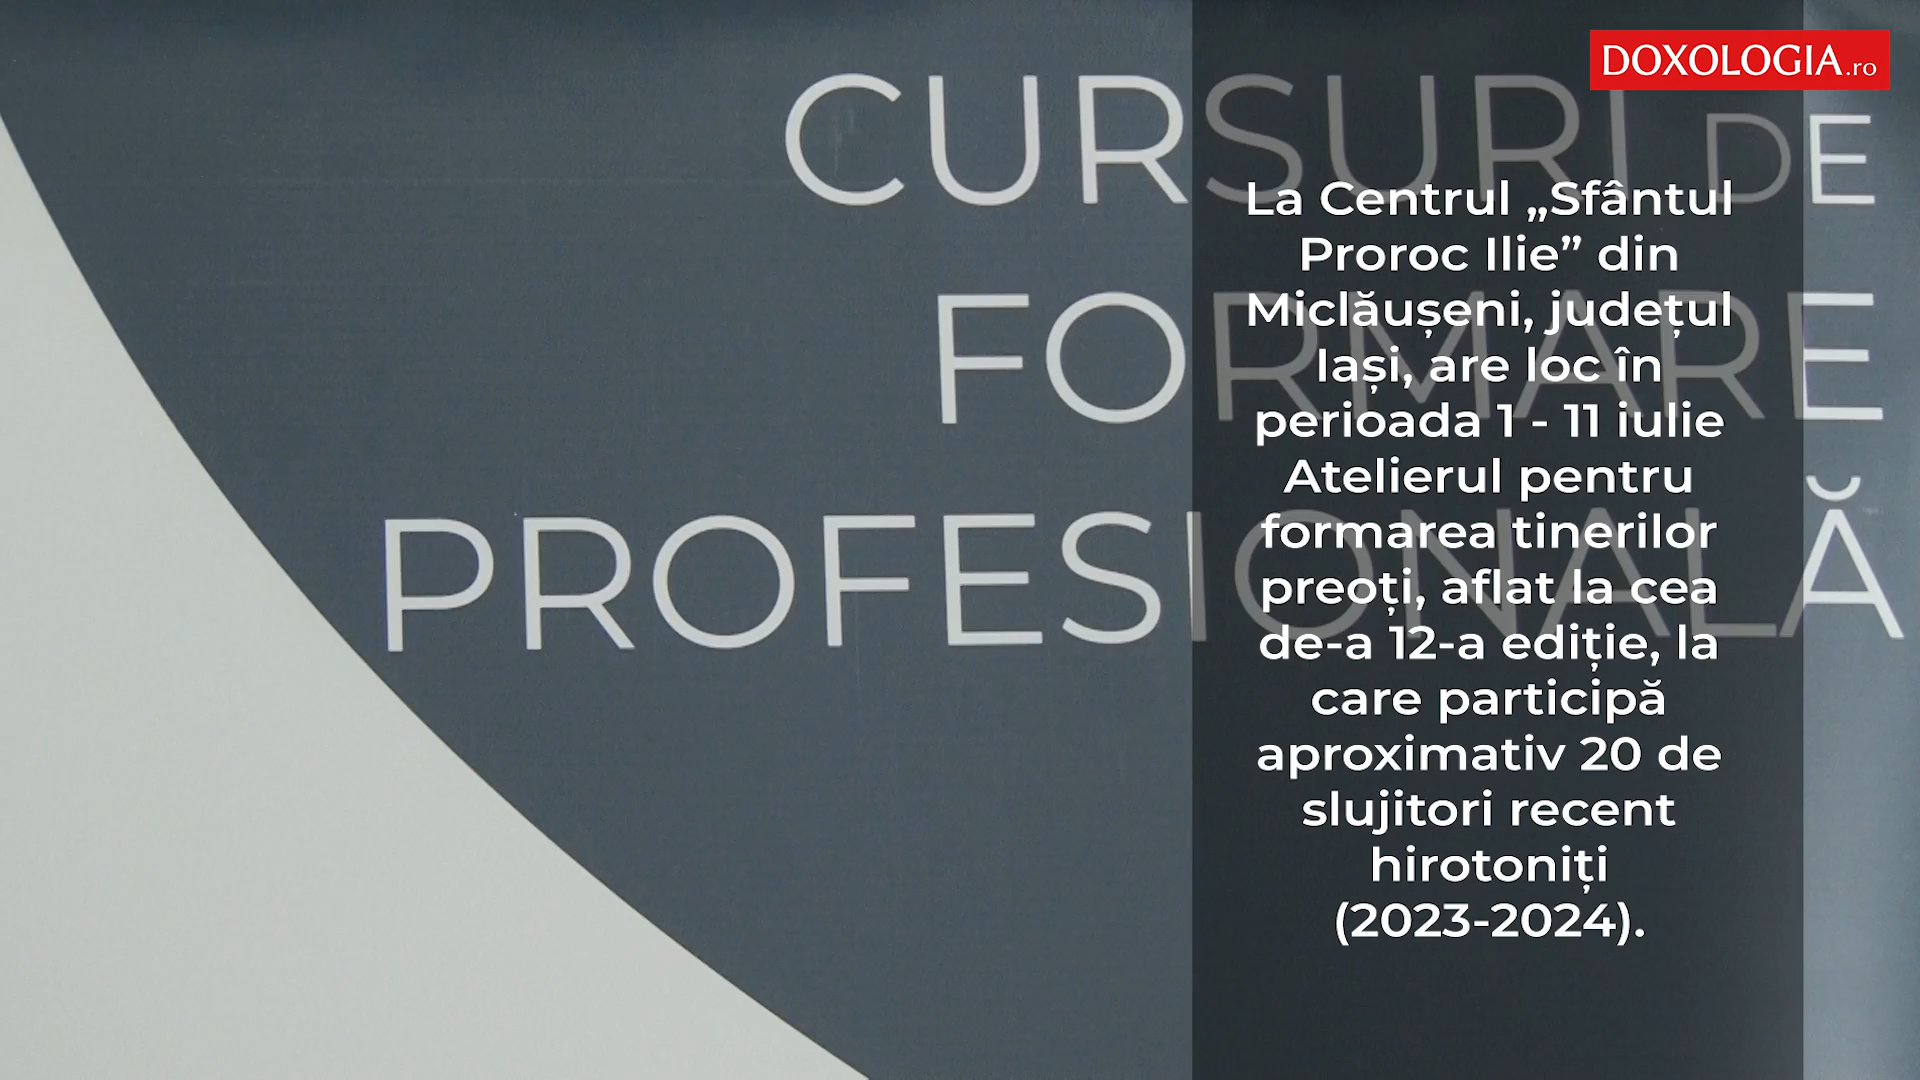 DOXOLOGIA.ro
CURSURI DE
FORMARE
PROFESIONALĂ
La Centrul „Sfântul
Proroc Ilie” din
Miclăușeni, județul
Iași, are loc în
perioada 1 - 11 iulie
Atelierul pentru
formarea tinerilor
preoți, aflat la cea
de-a 12-a ediție, la
care participă
aproximativ 20 de
slujitori recent
hirotoniți
(2023-2024).